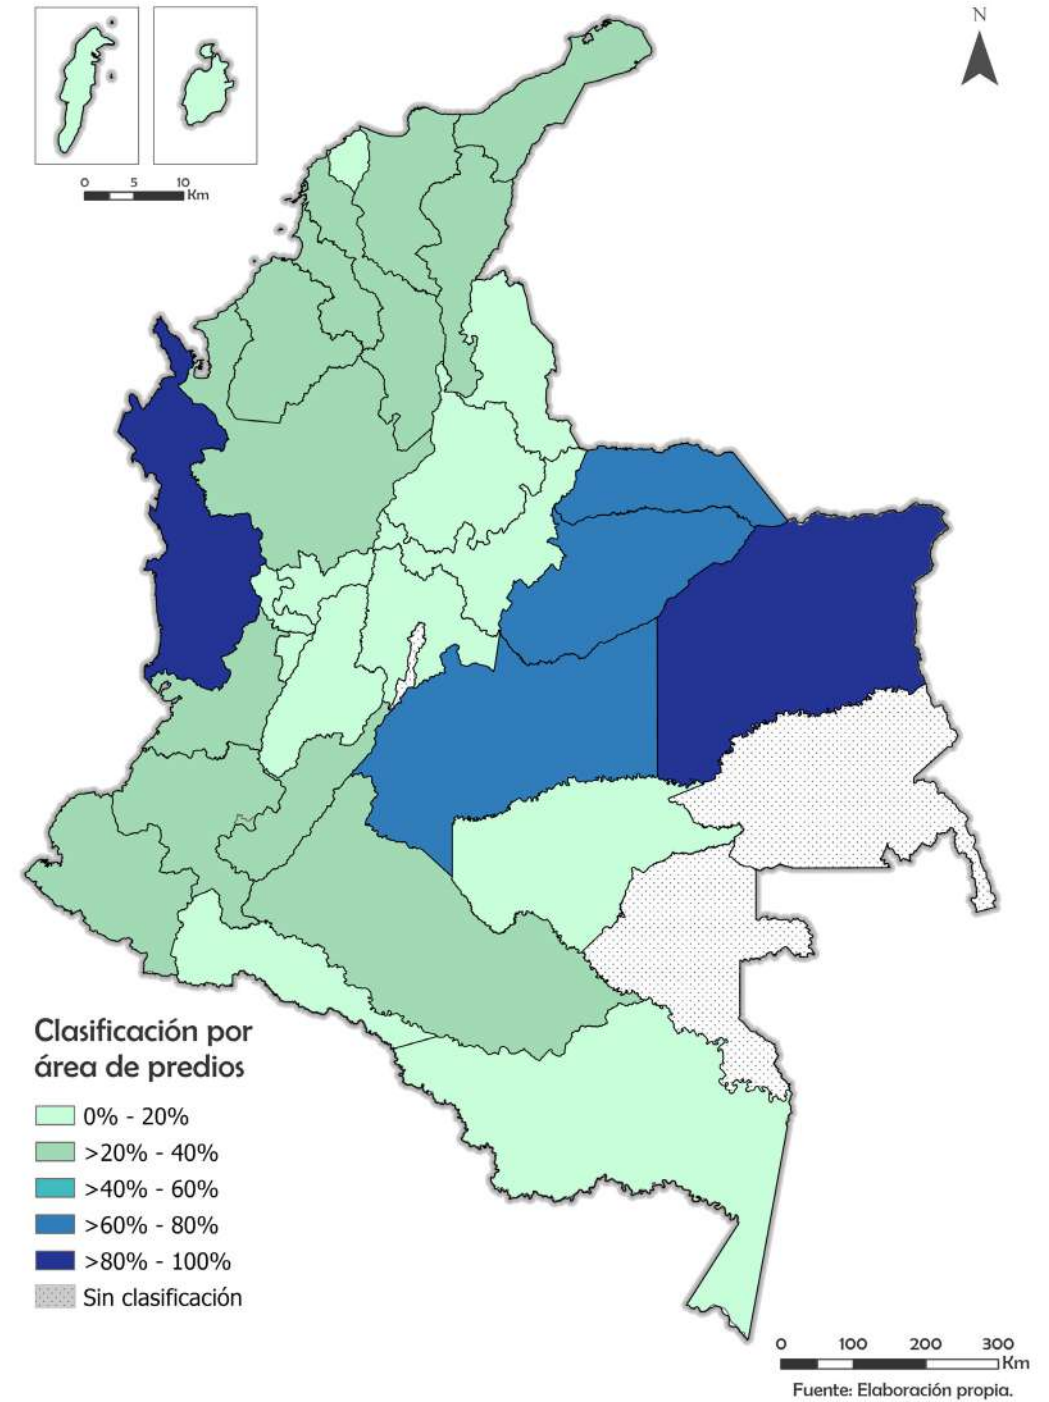 N
0 5 10
Km
Clasificación por
área de predios
0% - 20%
>20% - 40%
>40% - 60%
>60% - 80%
>80% - 100%
Sin clasificación
0 100 200 300
Km
Fuente: Elaboración propia.